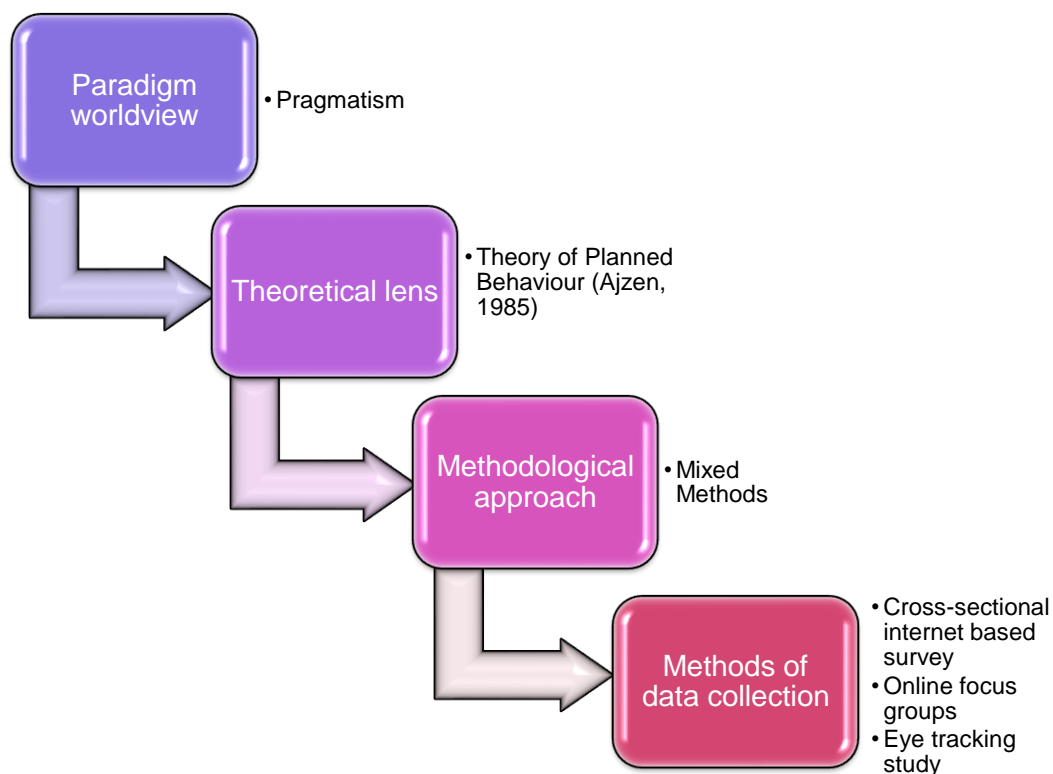 Paradigm
worldview
• Pragmatism
Theoretical lens
• Theory of Planned
Behaviour (Ajzen,
1985)
Methodological
approach
• Mixed
Methods
Methods of
data collection
• Cross-sectional
internet based
survey
• Online focus
groups
• Eye tracking
study